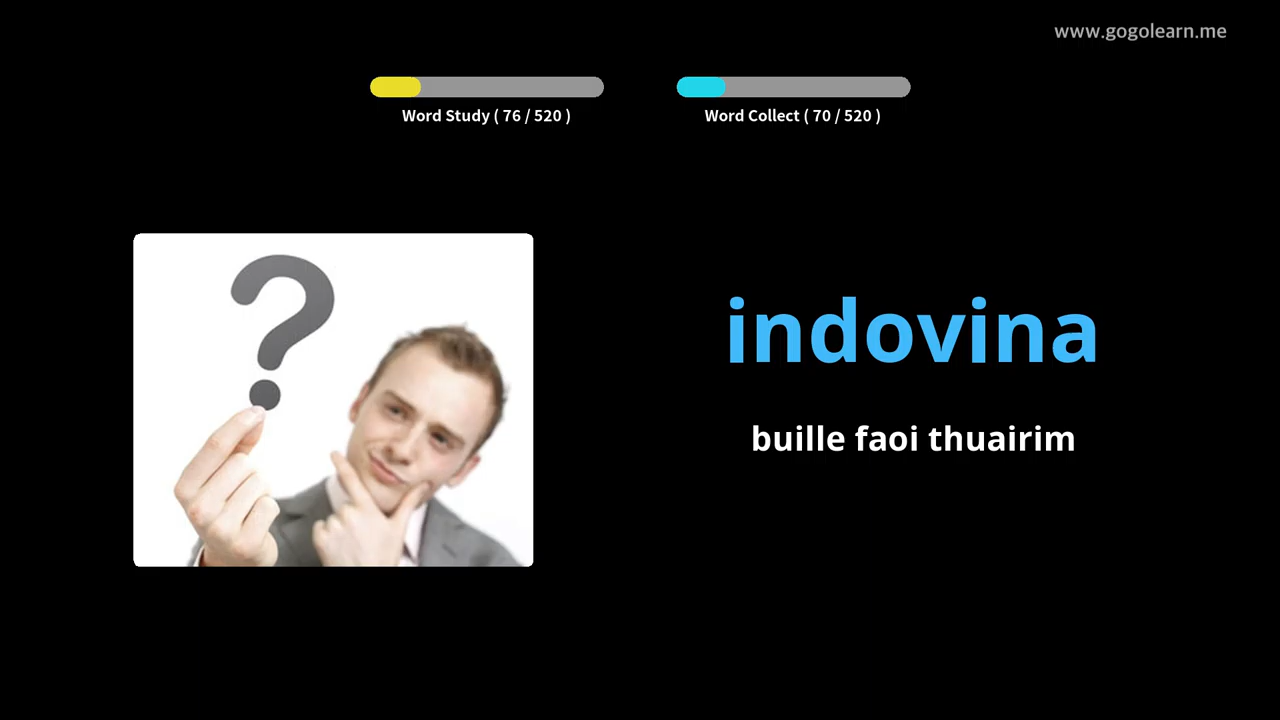 www.gogolearn.me
Word Study ( 76 / 520 )
Word Collect ( 70 / 520 )
indovina
buille faoi thuairim